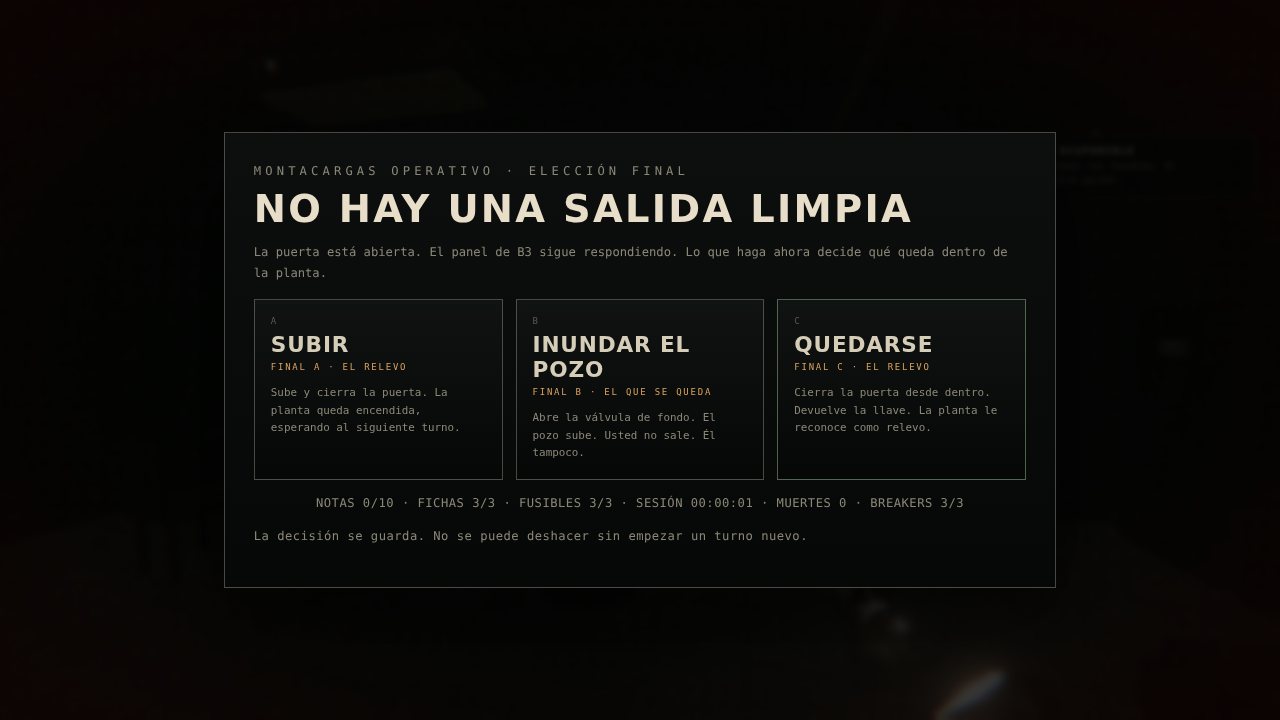 MONTACARGAS OPERATIVO · ELECCIÓN FINAL
NO HAY UNA SALIDA LIMPIA
La puerta está abierta. El panel de B3 sigue respondiendo. Lo que haga ahora decide qué queda dentro de
la planta.
A
SUBIR
FINAL A · EL RELEVO
Sube y cierra la puerta. La
planta queda encendida,
esperando al siguiente turno.
B
INUNDAR EL
POZO
FINAL B · EL QUE SE QUEDA
Abre la válvula de fondo. El
pozo sube. Usted no sale. Él
tampoco.
C
QUEDARSE
FINAL C · EL RELEVO
Cierra la puerta desde dentro.
Devuelve la llave. La planta le
reconoce como relevo.
NOTAS 0/10 · FICHAS 3/3 · FUSIBLES 3/3 · SESIÓN 00:00:01 · MUERTES 0 · BREAKERS 3/3
La decisión se guarda. No se puede deshacer sin empezar un turno nuevo.